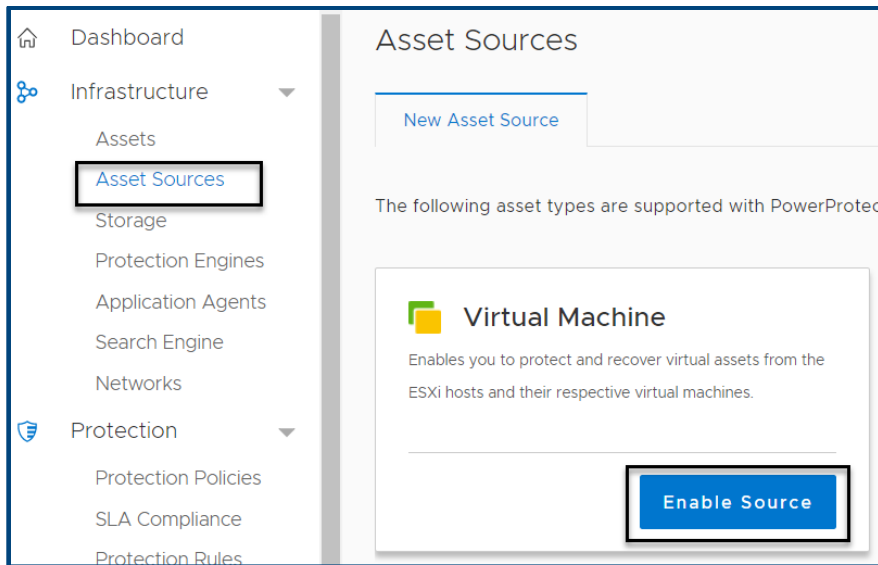 Dashboard
Infrastructure
Assets
Asset Sources
Storage
Protection Engines
Application Agents
Search Engine
Networks
Protection
Protection Policies
SLA Compliance
Protection Rules
Asset Sources
New Asset Source
The following asset types are supported with PowerProtec
Virtual Machine
Enables you to protect and recover virtual assets from the
ESXi hosts and their respective virtual machines.
Enable Source